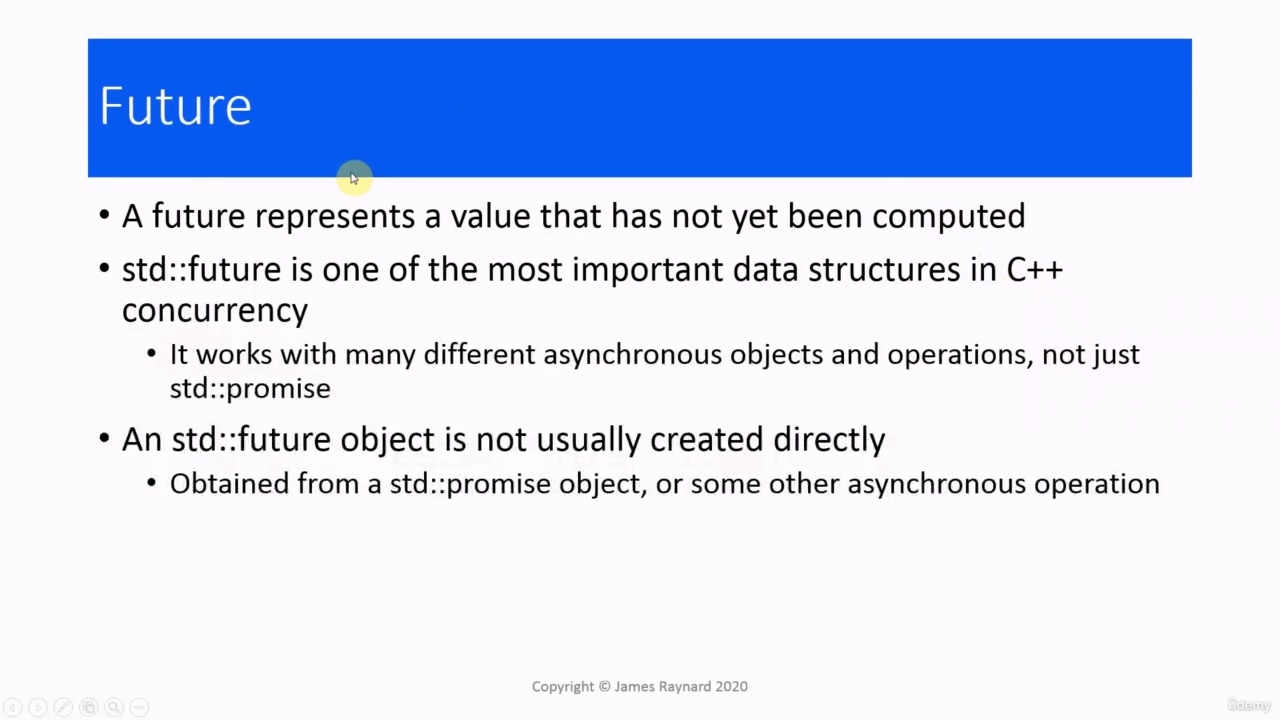 Future
• A future represents a value that has not yet been computed
• std::future is one of the most important data structures in C++
concurrency
• It works with many different asynchronous objects and operations, not just
std::promise
• An std::future object is not usually created directly
• Obtained from a std::promise object, or some other asynchronous operation
Copyright © James Raynard 2020
ûdemy